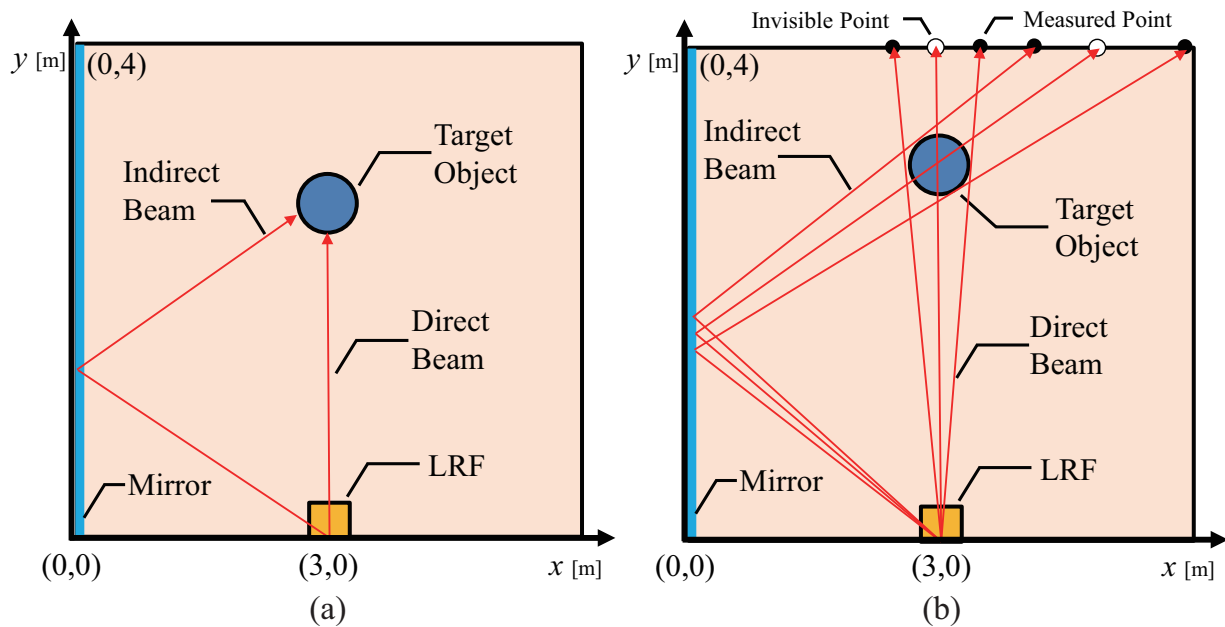 y [m]
(0,4)
Target
Object
Indirect
Beam
Direct
Beam
LRF
Mirror
(0,0)
(3,0)
x [m]
(a)
Invisible Point
Measured Point
y [m]
(0,4)
Indirect
Beam
Target
Object
Direct
Beam
LRF
Mirror
(0,0)
(3,0)
x [m]
(b)